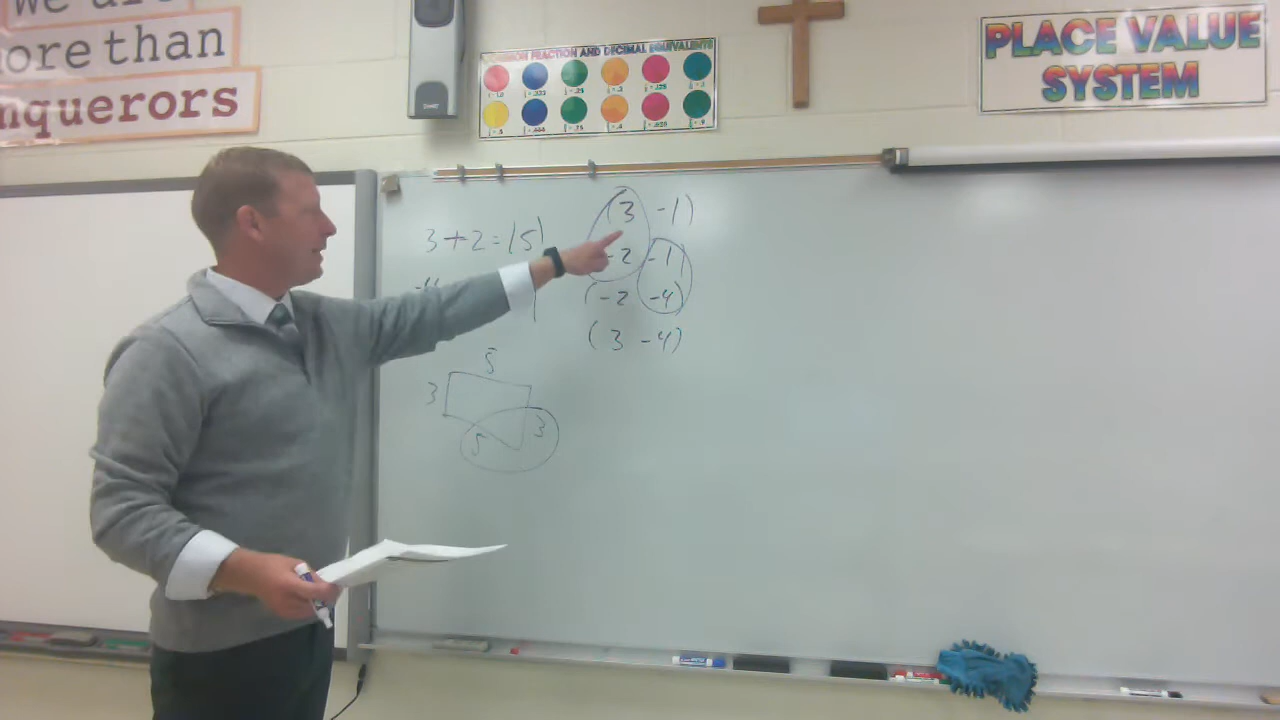 we are
more than
nquerors
COMMON FRACTION AND DECIMAL EQUIVALENTS
PLACE VALUE
SYSTEM
3+2=|5|
(3 -1)
-2 -1)
(-2 -4)
(3 -4)
5
3
5
3